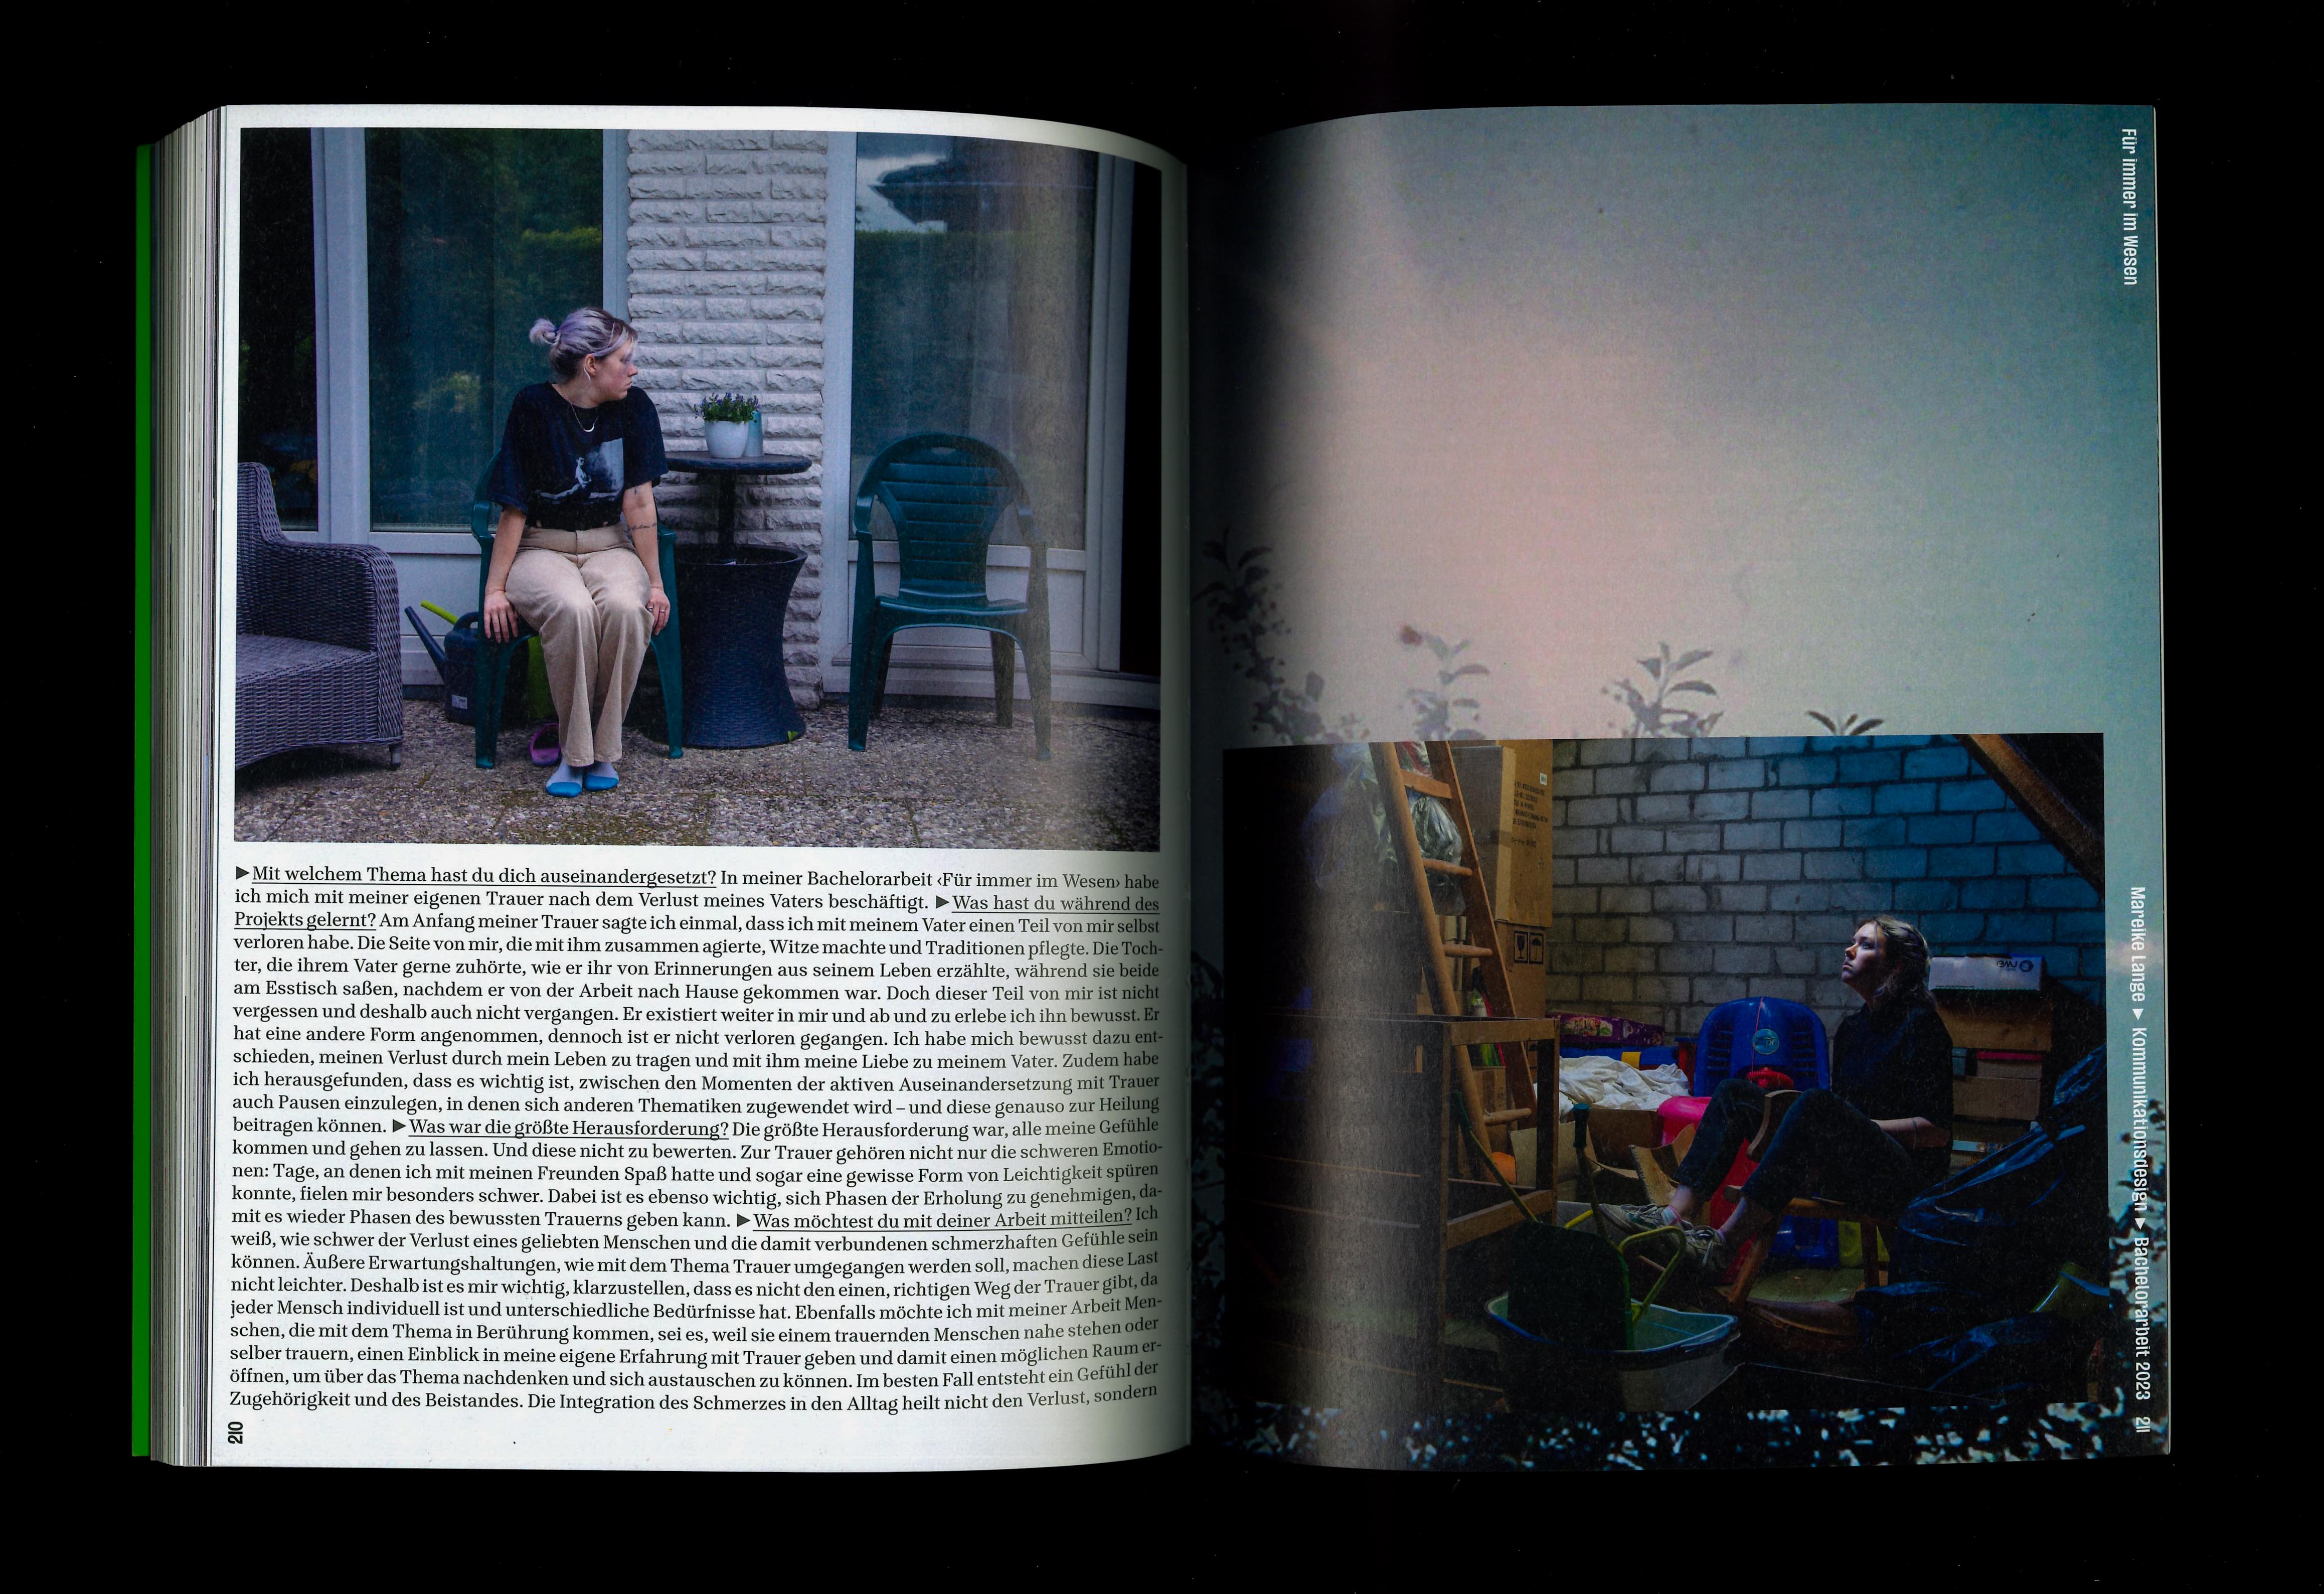 ▶Mit welchem Thema hast du dich auseinandergesetzt? In meiner Bachelorarbeit ‹Für immer im Wesen› habe
ich mich mit meiner eigenen Trauer nach dem Verlust meines Vaters beschäftigt. ▶Was hast du während des
Projekts gelernt? Am Anfang meiner Trauer sagte ich einmal, dass ich mit meinem Vater einen Teil von mir selbst
verloren habe. Die Seite von mir, die mit ihm zusammen agierte, Witze machte und Traditionen pflegte. Die Toch-
ter, die ihrem Vater gerne zuhörte, wie er ihr von Erinnerungen aus seinem Leben erzählte, während sie beide
am Esstisch saßen, nachdem er von der Arbeit nach Hause gekommen war. Doch dieser Teil von mir ist nicht
vergessen und deshalb auch nicht vergangen. Er existiert weiter in mir und ab und zu erlebe ich ihn bewusst. Er
hat eine andere Form angenommen, dennoch ist er nicht verloren gegangen. Ich habe mich bewusst dazu ent-
schieden, meinen Verlust durch mein Leben zu tragen und mit ihm meine Liebe zu meinem Vater. Zudem habe
ich herausgefunden, dass es wichtig ist, zwischen den Momenten der aktiven Auseinandersetzung mit Trauer
auch Pausen einzulegen, in denen sich anderen Thematiken zugewendet wird – und diese genauso zur Heilung
beitragen können. ▶Was war die größte Herausforderung? Die größte Herausforderung war, alle meine Gefühle
kommen und gehen zu lassen. Und diese nicht zu bewerten. Zur Trauer gehören nicht nur die schweren Emotio-
nen: Tage, an denen ich mit meinen Freunden Spaß hatte und sogar eine gewisse Form von Leichtigkeit spüren
konnte, fielen mir besonders schwer. Dabei ist es ebenso wichtig, sich Phasen der Erholung zu genehmigen, da-
mit es wieder Phasen des bewussten Trauerns geben kann. ▶Was möchtest du mit deiner Arbeit mitteilen? Ich
weiß, wie schwer der Verlust eines geliebten Menschen und die damit verbundenen schmerzhaften Gefühle sein
können. Äußere Erwartungshaltungen, wie mit dem Thema Trauer umgegangen werden soll, machen diese Last
nicht leichter. Deshalb ist es mir wichtig, klarzustellen, dass es nicht den einen, richtigen Weg der Trauer gibt, da
jeder Mensch individuell ist und unterschiedliche Bedürfnisse hat. Ebenfalls möchte ich mit meiner Arbeit Men-
schen, die mit dem Thema in Berührung kommen, sei es, weil sie einem trauernden Menschen nahe stehen oder
selber trauern, einen Einblick in meine eigene Erfahrung mit Trauer geben und damit einen möglichen Raum er-
öffnen, um über das Thema nachdenken und sich austauschen zu können. Im besten Fall entsteht ein Gefühl der
Zugehörigkeit und des Beistandes. Die Integration des Schmerzes in den Alltag heilt nicht den Verlust, sondern
210
Für immer im Wesen
Mareike Lange ▶ Kommunikationsdesign ▶ Bachelorarbeit 2023 211